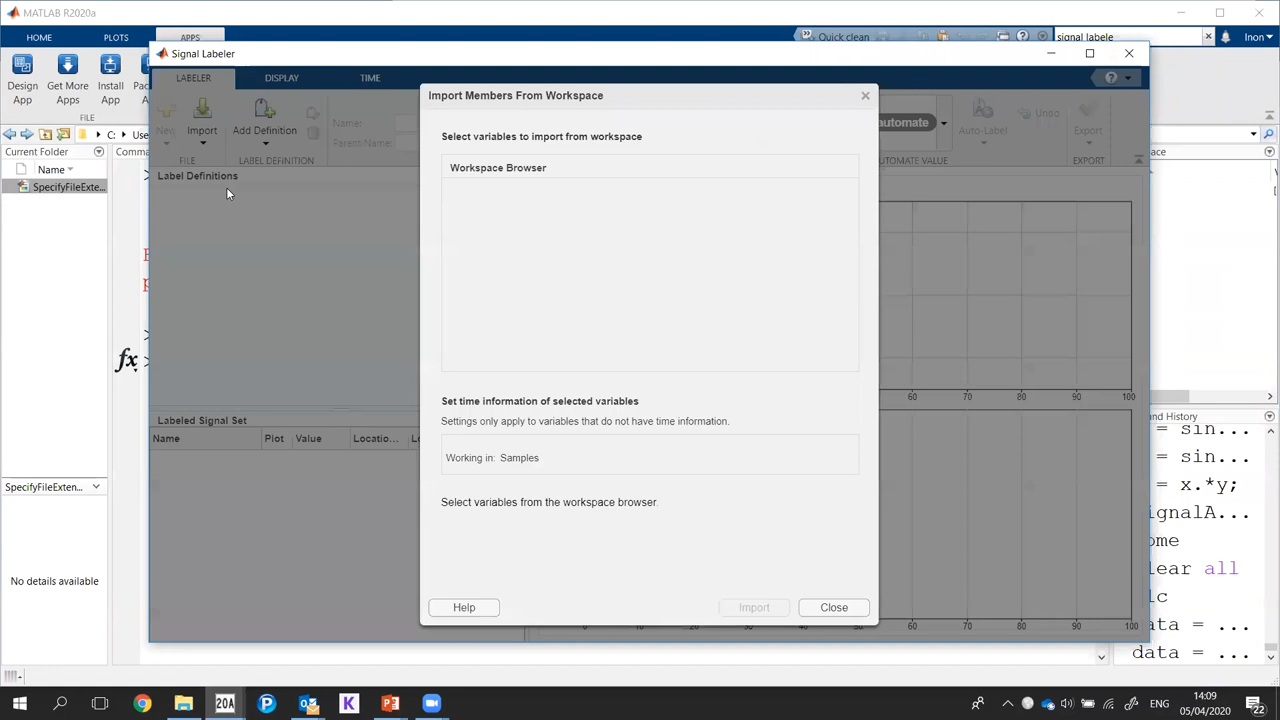 MATLAB R2020a
HOME
PLOTS
APPS
Quick clean
signal labele
Inon
Design
App
Get More
Apps
Install
App
FILE
C:
Current Folder
Name
SpecifyFileExte...
fx
SpecifyFileExten...
No details available
Signal Labeler
LABELER
DISPLAY
TIME
New
Import
Add Definition
Name:
Parent Name:
FILE
LABEL DEFINITION
automate
Auto-Label
Undo
Export
AUTOMATE VALUE
EXPORT
Label Definitions
Labeled Signal Set
Name
Plot
Value
Locatio...
Import Members From Workspace
Select variables to import from workspace
Workspace Browser
Set time information of selected variables
Settings only apply to variables that do not have time information.
Working in: Samples
Select variables from the workspace browser.
Help
Import
Close
60
70
80
90
100
60
70
80
90
100
= sin...
= sin...
= x.*y;
ignalA...
ome
lear all
lc
ata = ...
data = ...
20A
ENG
14:09
05/04/2020
22